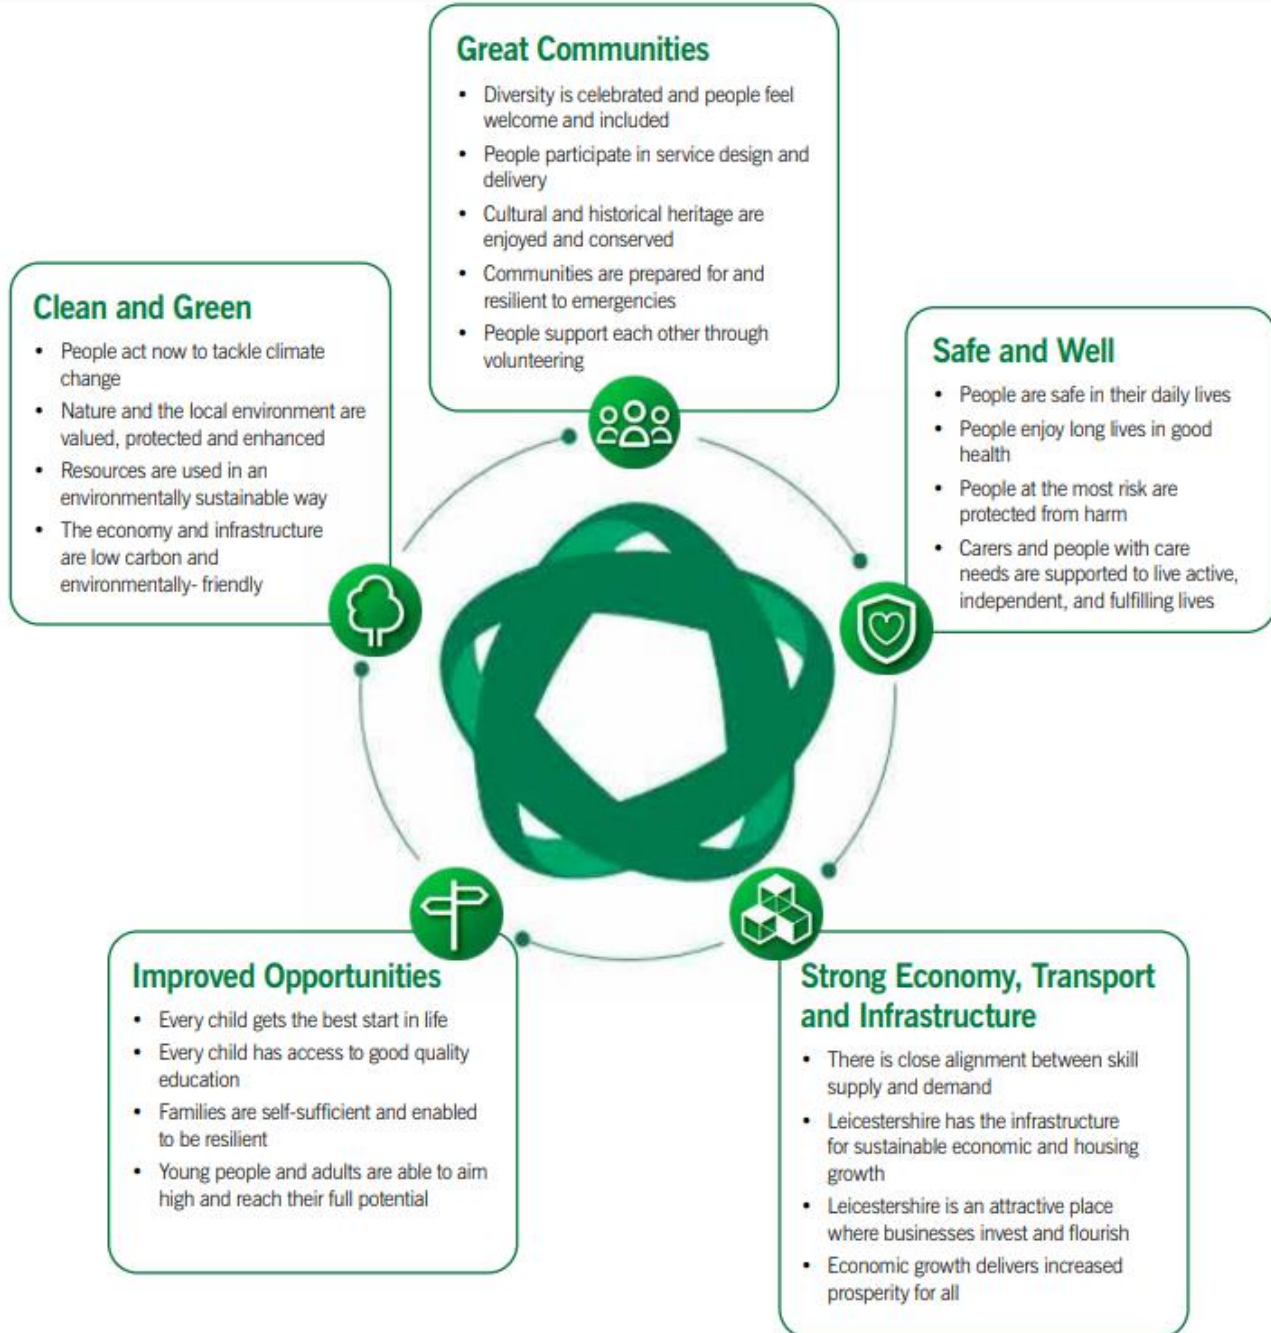 Great Communities
• Diversity is celebrated and people feel
welcome and included
• People participate in service design and
delivery
• Cultural and historical heritage are
enjoyed and conserved
• Communities are prepared for and
resilient to emergencies
• People support each other through
volunteering
Clean and Green
• People act now to tackle climate
change
• Nature and the local environment are
valued, protected and enhanced
• Resources are used in an
environmentally sustainable way
• The economy and infrastructure
are low carbon and
environmentally- friendly
Safe and Well
• People are safe in their daily lives
• People enjoy long lives in good
health
• People at the most risk are
protected from harm
• Carers and people with care
needs are supported to live active,
independent, and fulfilling lives
Improved Opportunities
• Every child gets the best start in life
• Every child has access to good quality
education
• Families are self-sufficient and enabled
to be resilient
• Young people and adults are able to aim
high and reach their full potential
Strong Economy, Transport
and Infrastructure
• There is close alignment between skill
supply and demand
• Leicestershire has the infrastructure
for sustainable economic and housing
growth
• Leicestershire is an attractive place
where businesses invest and flourish
• Economic growth delivers increased
prosperity for all